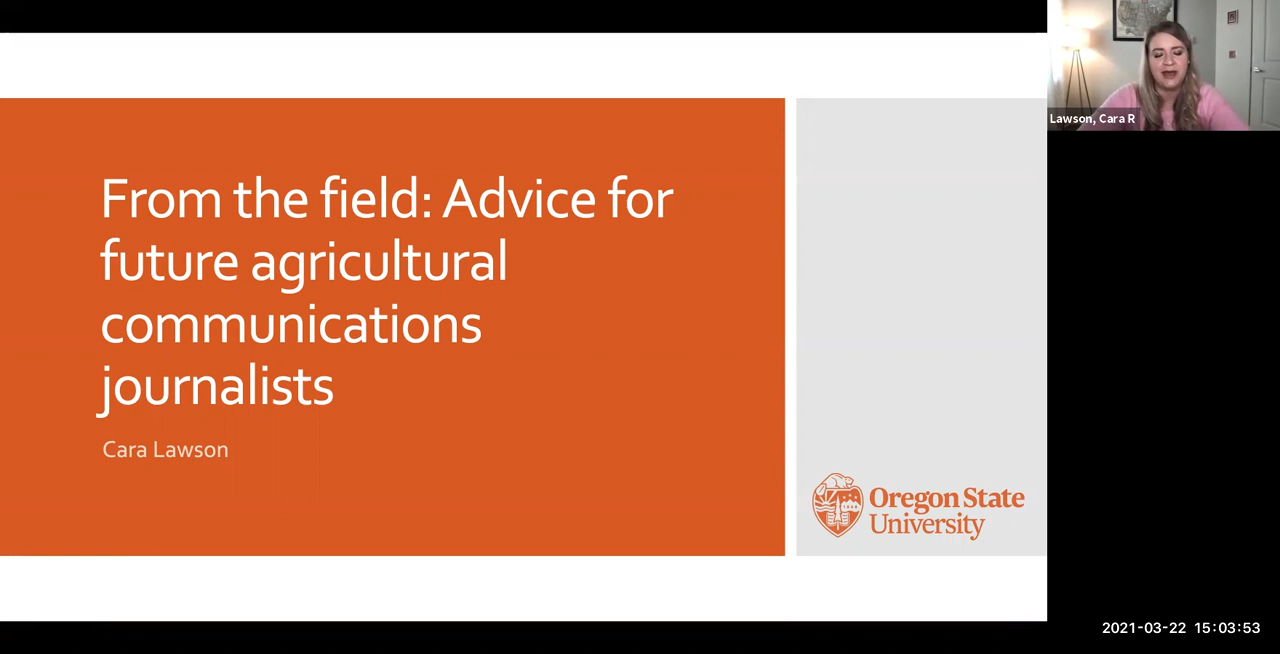 From the field: Advice for
future agricultural
communications
journalists
Cara Lawson
Oregon State
University
Lawson, Cara R
2021-03-22 15:03:53